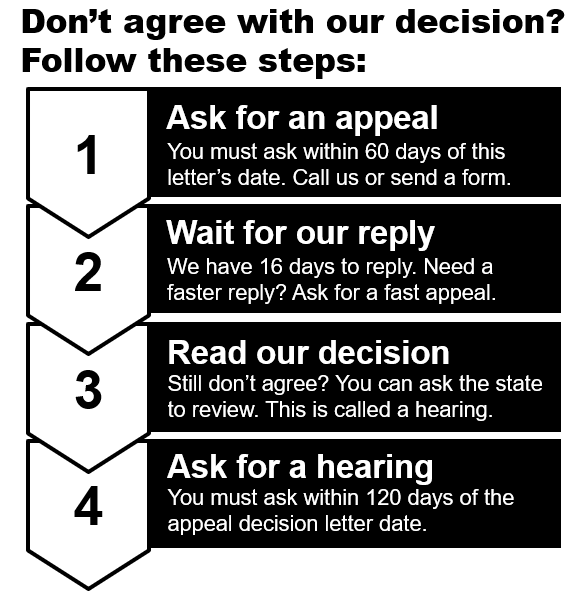 Don't agree with our decision?
Follow these steps:
1
Ask for an appeal
You must ask within 60 days of this
letter's date. Call us or send a form.
2
Wait for our reply
We have 16 days to reply. Need a
faster reply? Ask for a fast appeal.
3
Read our decision
Still don't agree? You can ask the state
to review. This is called a hearing.
4
Ask for a hearing
You must ask within 120 days of the
appeal decision letter date.